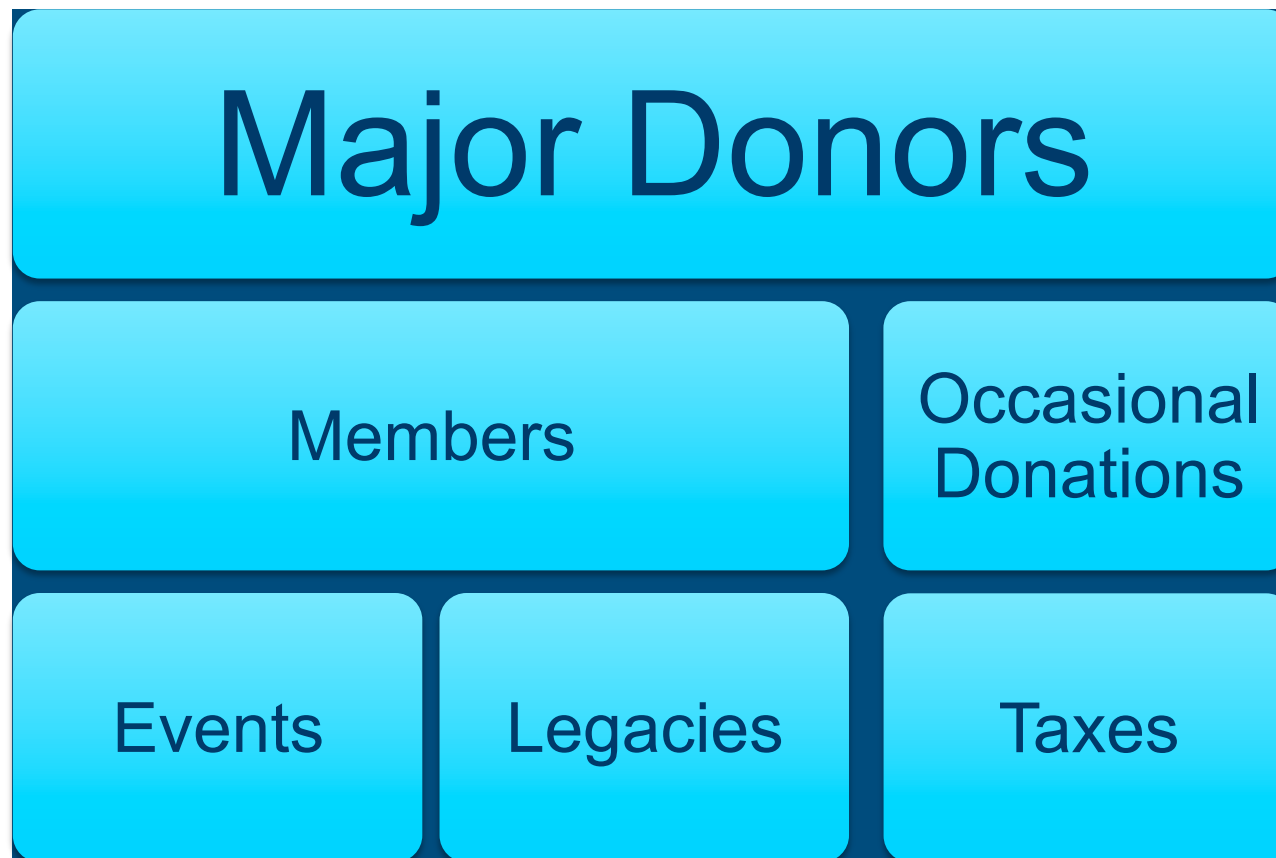 Major Donors
Members
Occasional
Donations
Events
Legacies
Taxes